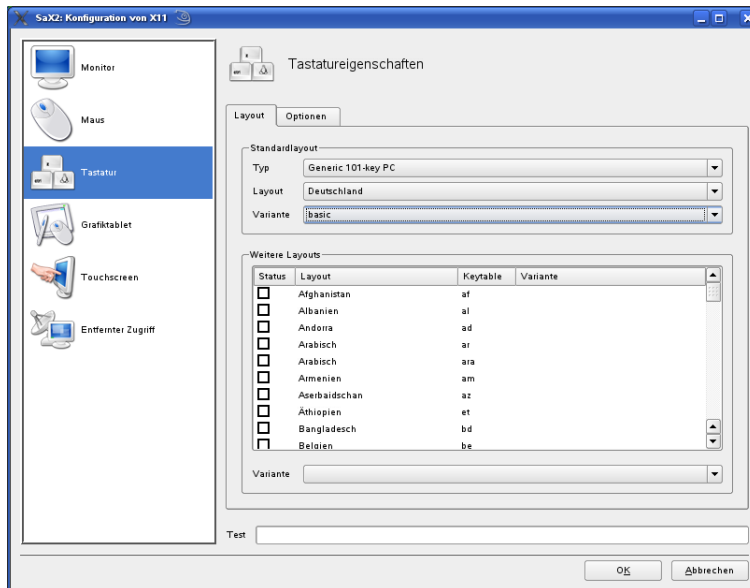 SaX2: Konfiguration von X11
Monitor
Maus
Tastatur
Grafiktablet
Touchscreen
Entfernter Zugriff
Tastatureigenschaften
Layout Optionen
Standardlayout
Typ Generic 101-key PC
Layout Deutschland
Variante basic
Weitere Layouts
Status Layout Keytable Variante
Afghanistan af
Albanien al
Andorra ad
Arabisch ar
Arabisch ara
Armenien am
Aserbaidschan az
Äthiopien et
Bangladesch bd
Belgien be
Variante
Test
OK Abbrechen